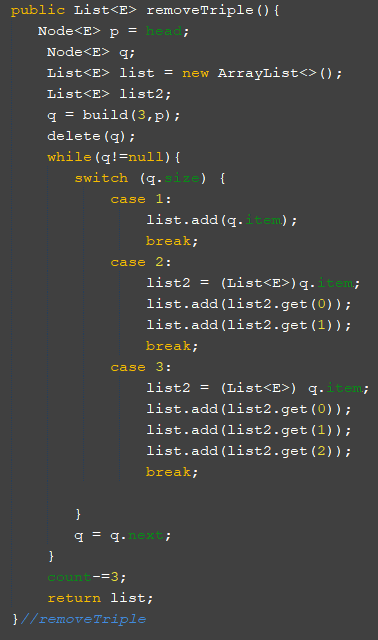 public List<E> removeTriple(){
Node<E> p = head;
Node<E> q;
List<E> list = new ArrayList<>();
List<E> list2;
q = build(3,p);
delete(q);
while(q!=null){
switch (q.size) {
case 1:
list.add(q.item);
break;
case 2:
list2 = (List<E>)q.item;
list.add(list2.get(0));
list.add(list2.get(1));
break;
case 3:
list2 = (List<E>) q.item;
list.add(list2.get(0));
list.add(list2.get(1));
list.add(list2.get(2));
break;
}
q = q.next;
}
count-=3;
return list;
}//removeTriple